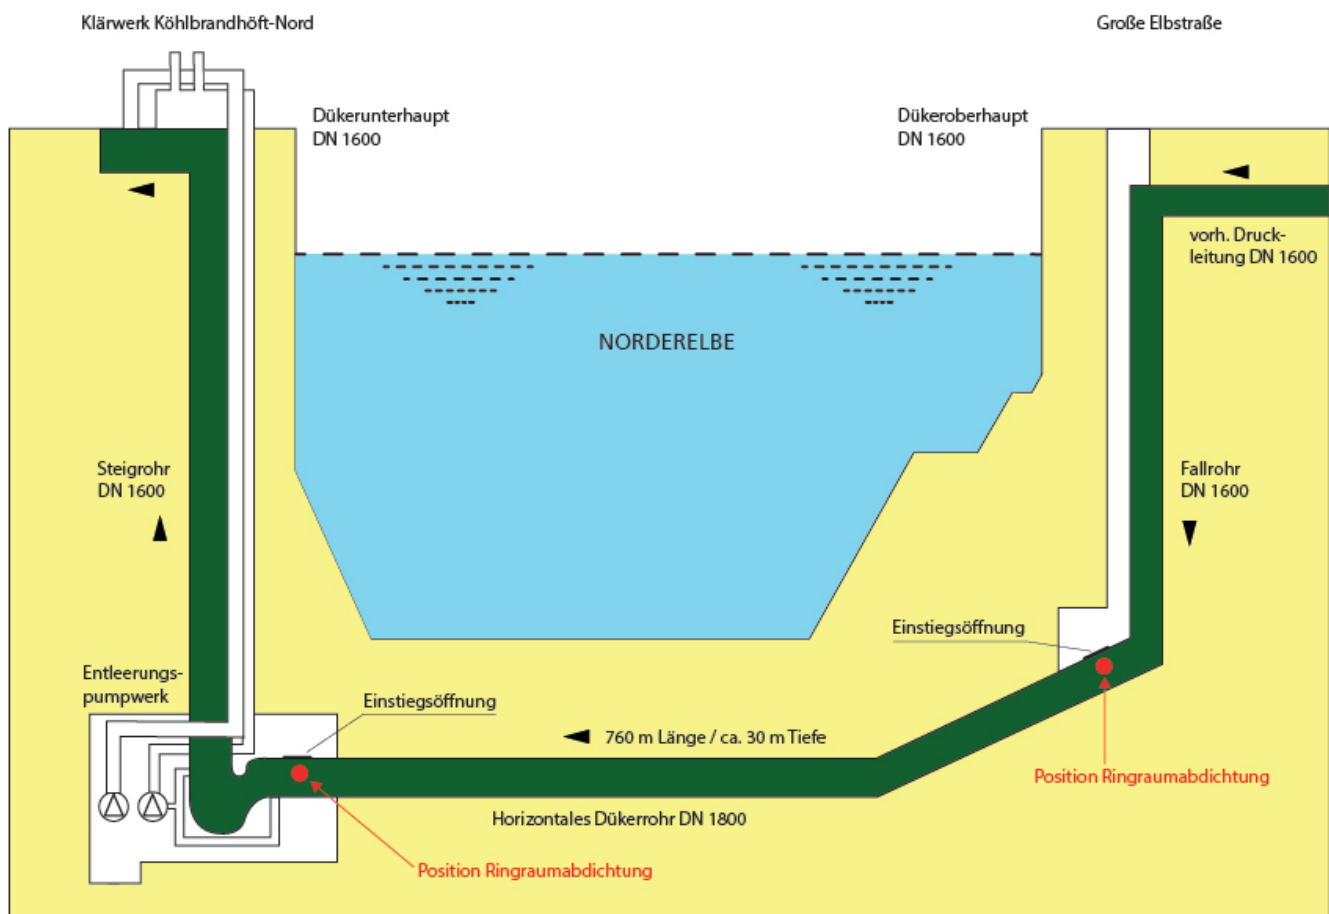 Klärwerk Köhlbrandhöft-Nord
Große Elbstraße
Dükerunterhaupt
DN 1600
Dükeroberhaupt
DN 1600
vorh. Druck-
leitung DN 1600
NORDERELBE
Steigrohr
DN 1600
Fallrohr
DN 1600
Einstiegsöffnung
Entleerungs-
pumpwerk
Einstiegsöffnung
760 m Länge / ca. 30 m Tiefe
Position Ringraumabdichtung
Horizontales Dükerrohr DN 1800
Position Ringraumabdichtung